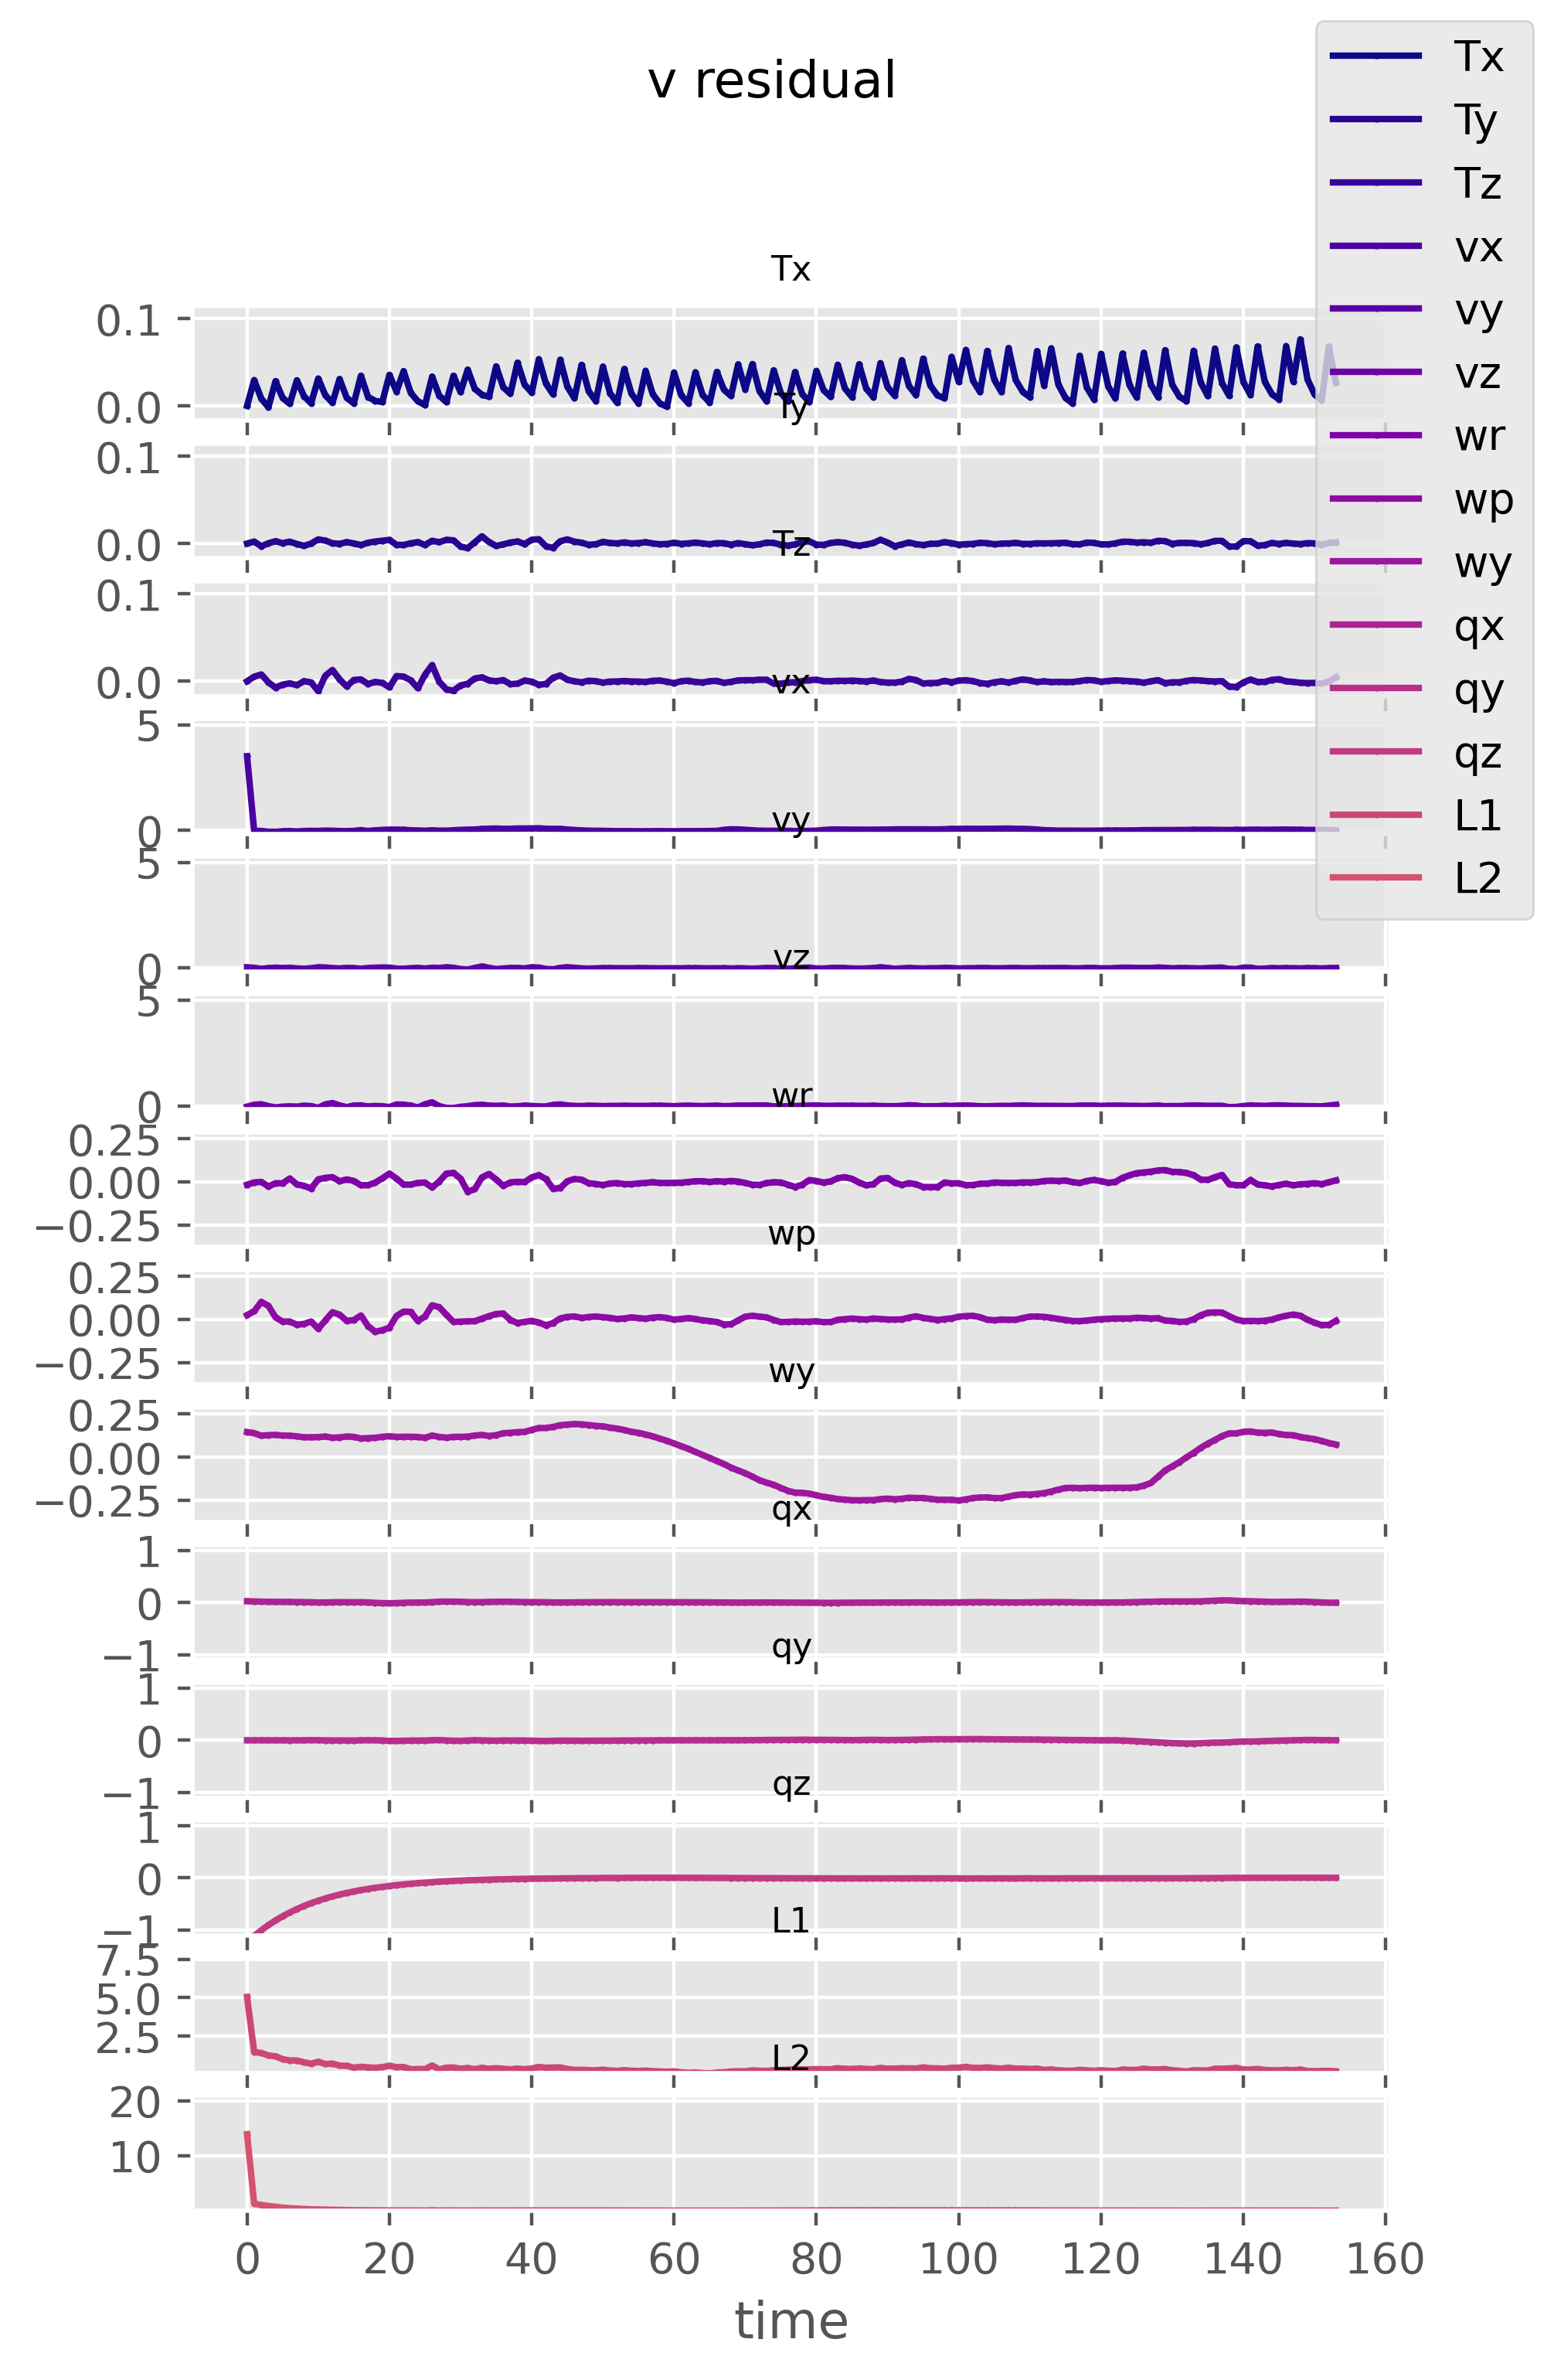 v residual
Tx
Ty
Tz
vx
vy
vz
wr
wp
wy
qx
qy
qz
L1
L2
Tx
0.1
0.0
Ty
0.1
0.0
Tz
0.1
0.0
vx
5
0
vy
5
0
vz
5
0
wr
0.25
0.00
−0.25
wp
0.25
0.00
−0.25
wy
0.25
0.00
−0.25
qx
1
0
−1
qy
1
0
−1
qz
1
0
−1
L1
7.5
5.0
2.5
L2
20
10
0 20 40 60 80 100 120 140 160
time